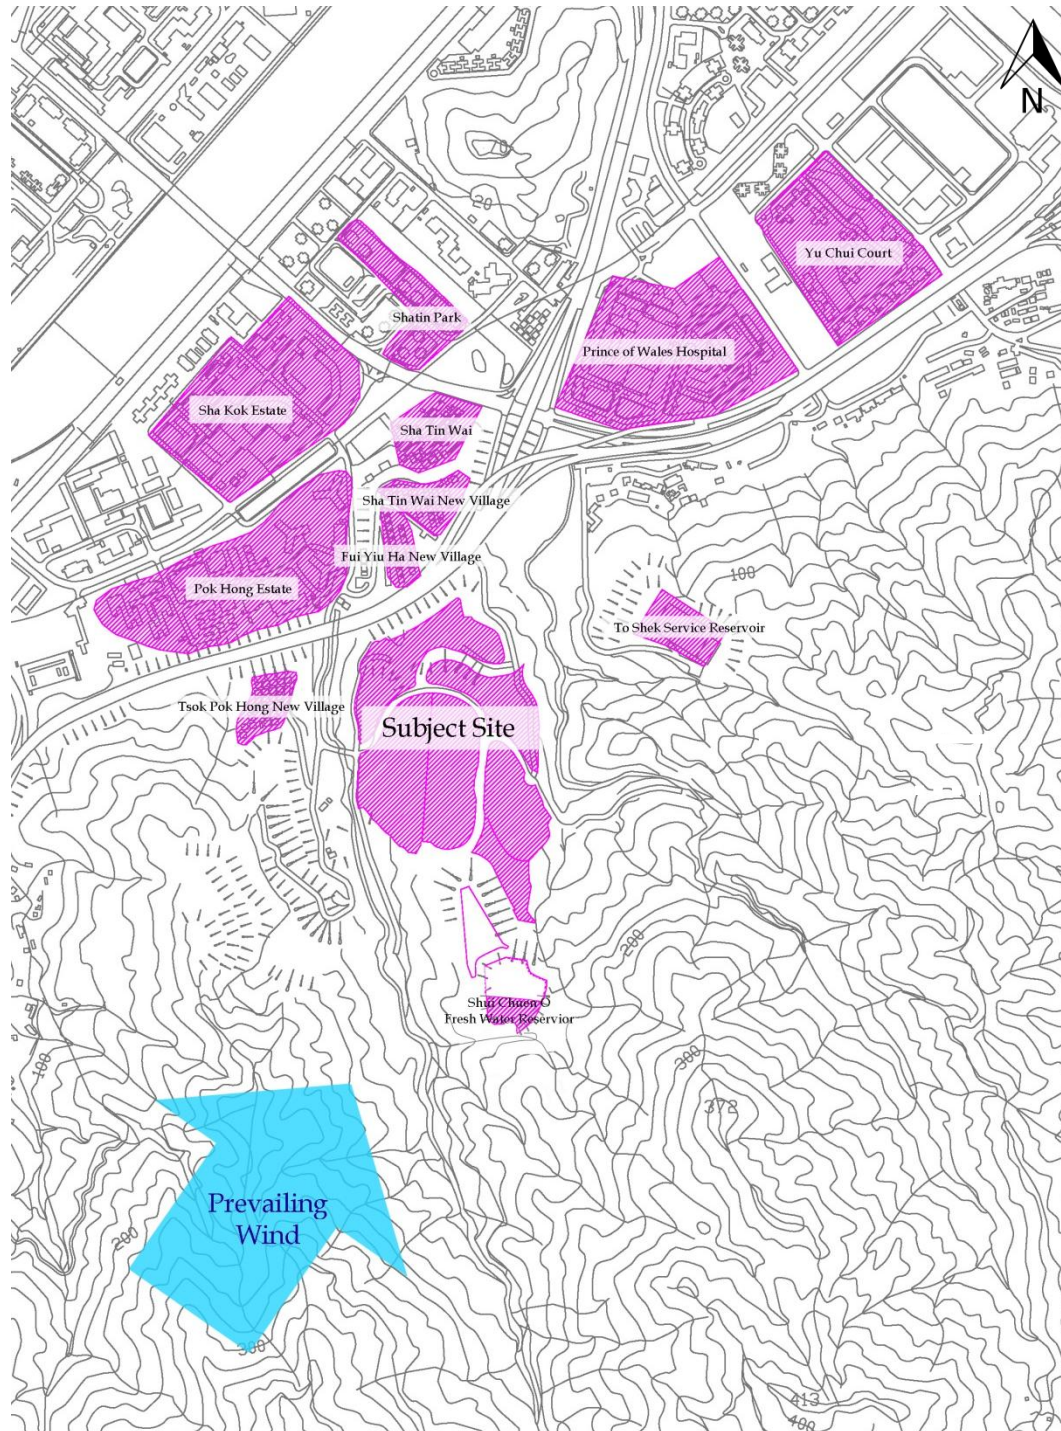 N
20
Yu Chui Court
Shatin Park
Prince of Wales Hospital
Sha Kok Estate
Sha Tin Wai
Sha Tin Wai New Village
Fui Yiu Ha New Village
Pok Hong Estate
100
To Shek Service Reservoir
Tsok Pok Hong New Village
Subject Site
200
Shui Chuen O
Fresh Water Reservior
300
100
372
Prevailing
Wind
200
300
413
400